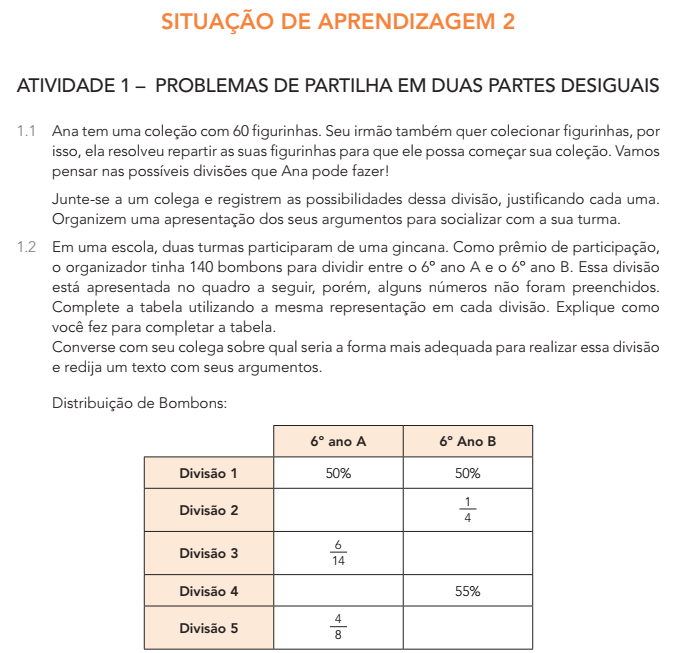 SITUAÇÃO DE APRENDIZAGEM 2
ATIVIDADE 1 – PROBLEMAS DE PARTILHA EM DUAS PARTES DESIGUAIS
1.1 Ana tem uma coleção com 60 figurinhas. Seu irmão também quer colecionar figurinhas, por
isso, ela resolveu repartir as suas figurinhas para que ele possa começar sua coleção. Vamos
pensar nas possíveis divisões que Ana pode fazer!
Junte-se a um colega e registrem as possibilidades dessa divisão, justificando cada uma.
Organizem uma apresentação dos seus argumentos para socializar com a sua turma.
1.2 Em uma escola, duas turmas participaram de uma gincana. Como prêmio de participação,
o organizador tinha 140 bombons para dividir entre o 6º ano A e o 6º ano B. Essa divisão
está apresentada no quadro a seguir, porém, alguns números não foram preenchidos.
Complete a tabela utilizando a mesma representação em cada divisão. Explique como
você fez para completar a tabela.
Converse com seu colega sobre qual seria a forma mais adequada para realizar essa divisão
e redija um texto com seus argumentos.
Distribuição de Bombons:
6º ano A 6º Ano B
Divisão 1 50% 50%
Divisão 2 1/4
Divisão 3 6/14
Divisão 4 55%
Divisão 5 4/8